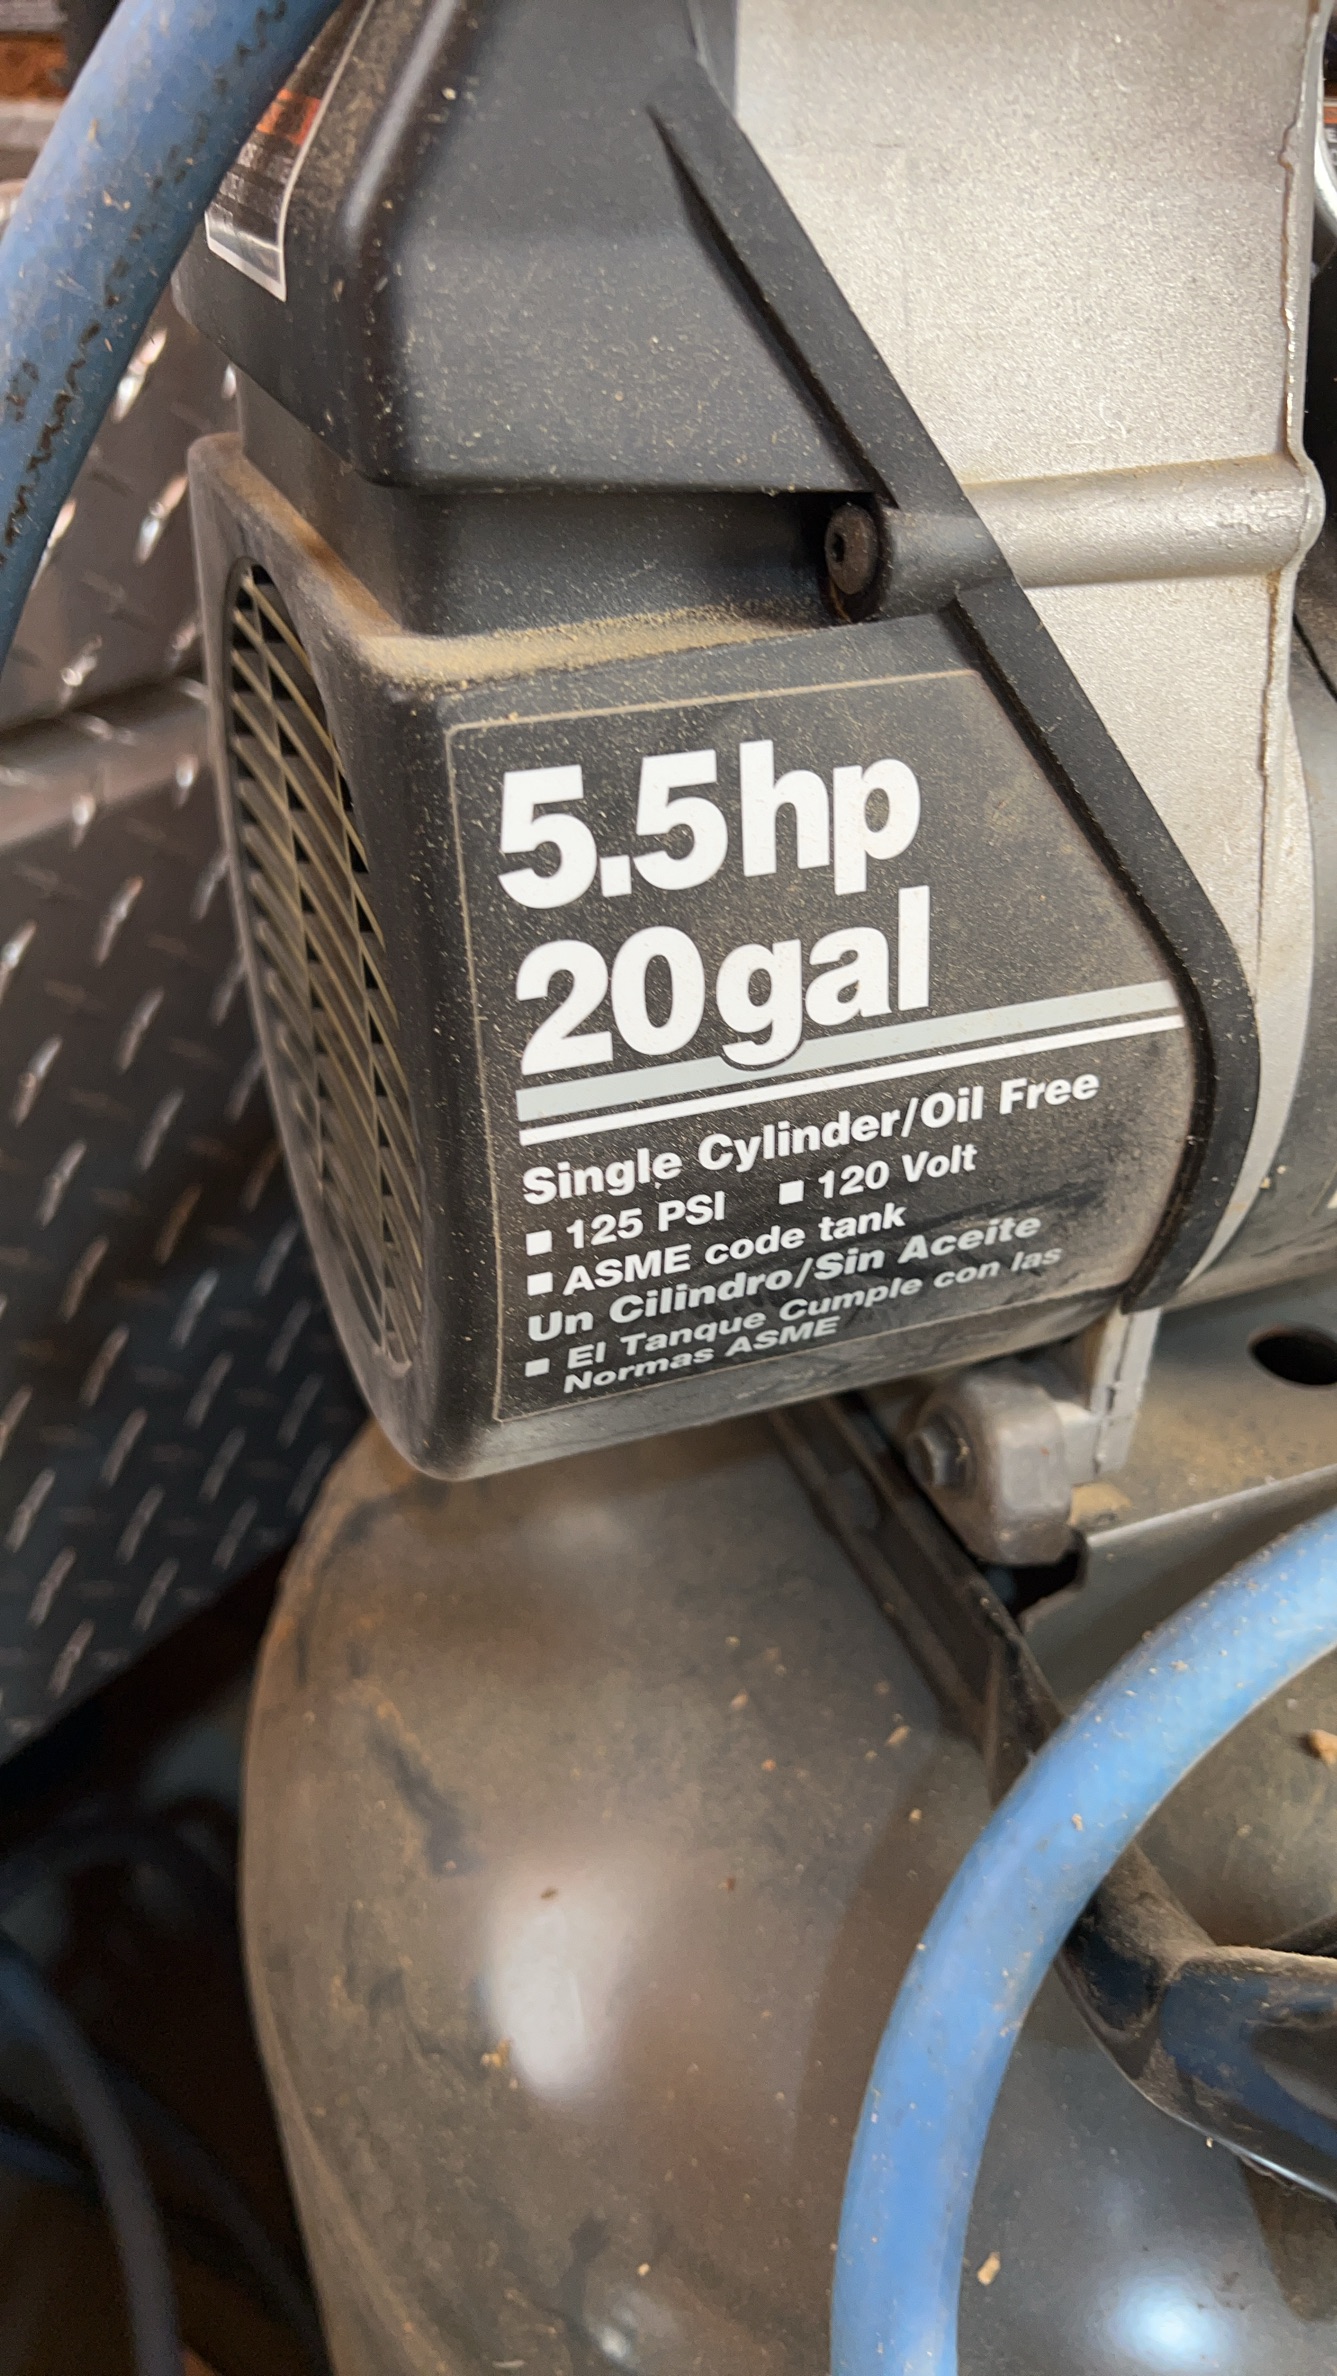 5.5hp
20gal
Single Cylinder/Oil Free
■ 125 PSI ■ 120 Volt
■ ASME code tank
Un Cilindro/Sin Aceite
■ El Tanque Cumple con las
Normas ASME